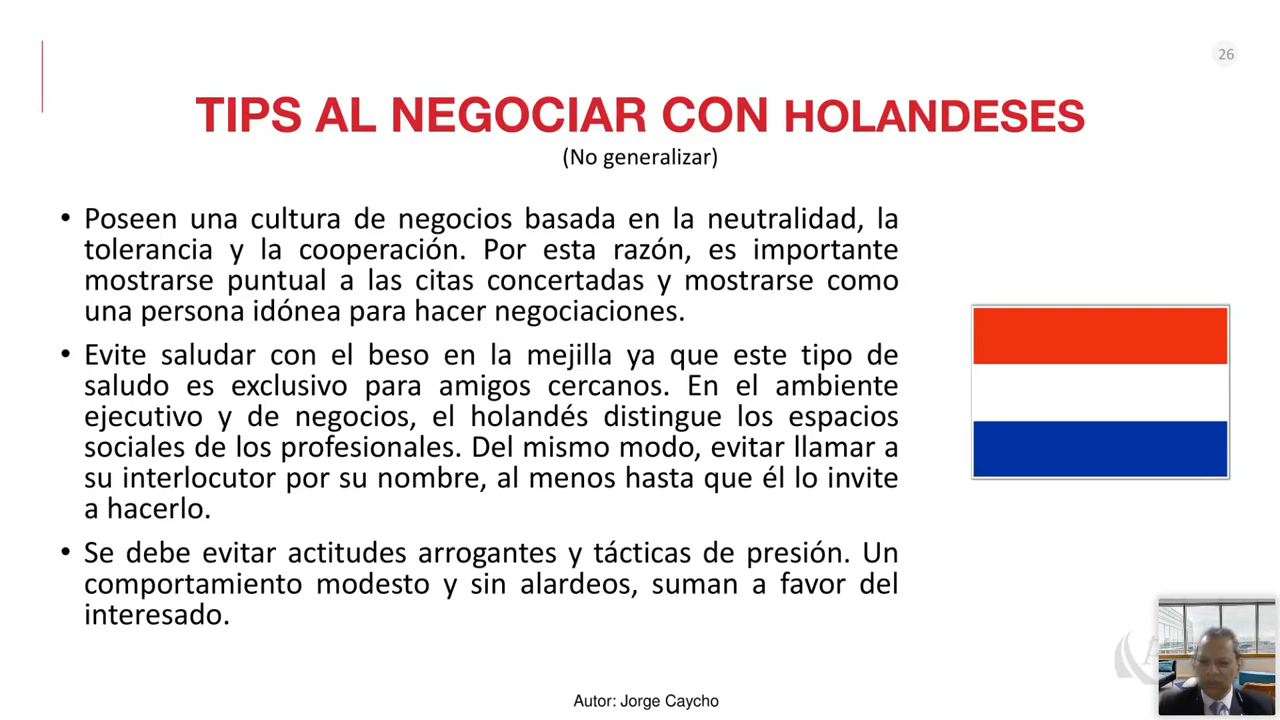 26
TIPS AL NEGOCIAR CON HOLANDESES
(No generalizar)
• Poseen una cultura de negocios basada en la neutralidad, la
tolerancia y la cooperación. Por esta razón, es importante
mostrarse puntual a las citas concertadas y mostrarse como
una persona idónea para hacer negociaciones.
• Evite saludar con el beso en la mejilla ya que este tipo de
saludo es exclusivo para amigos cercanos. En el ambiente
ejecutivo y de negocios, el holandés distingue los espacios
sociales de los profesionales. Del mismo modo, evitar llamar a
su interlocutor por su nombre, al menos hasta que él lo invite
a hacerlo.
• Se debe evitar actitudes arrogantes y tácticas de presión. Un
comportamiento modesto y sin alardeos, suman a favor del
interesado.
Autor: Jorge Caycho